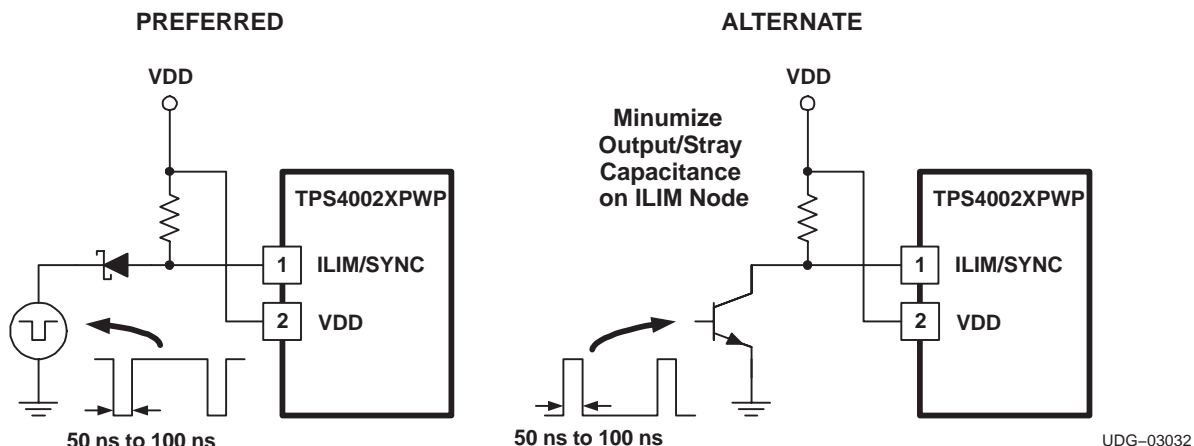 PREFERRED
VDD
TPS4002XPWP
1
ILIM/SYNC
2
VDD
50 ns to 100 ns
ALTERNATE
VDD
Minumize
Output/Stray
Capacitance
on ILIM Node
TPS4002XPWP
1
ILIM/SYNC
2
VDD
50 ns to 100 ns
UDG–03032